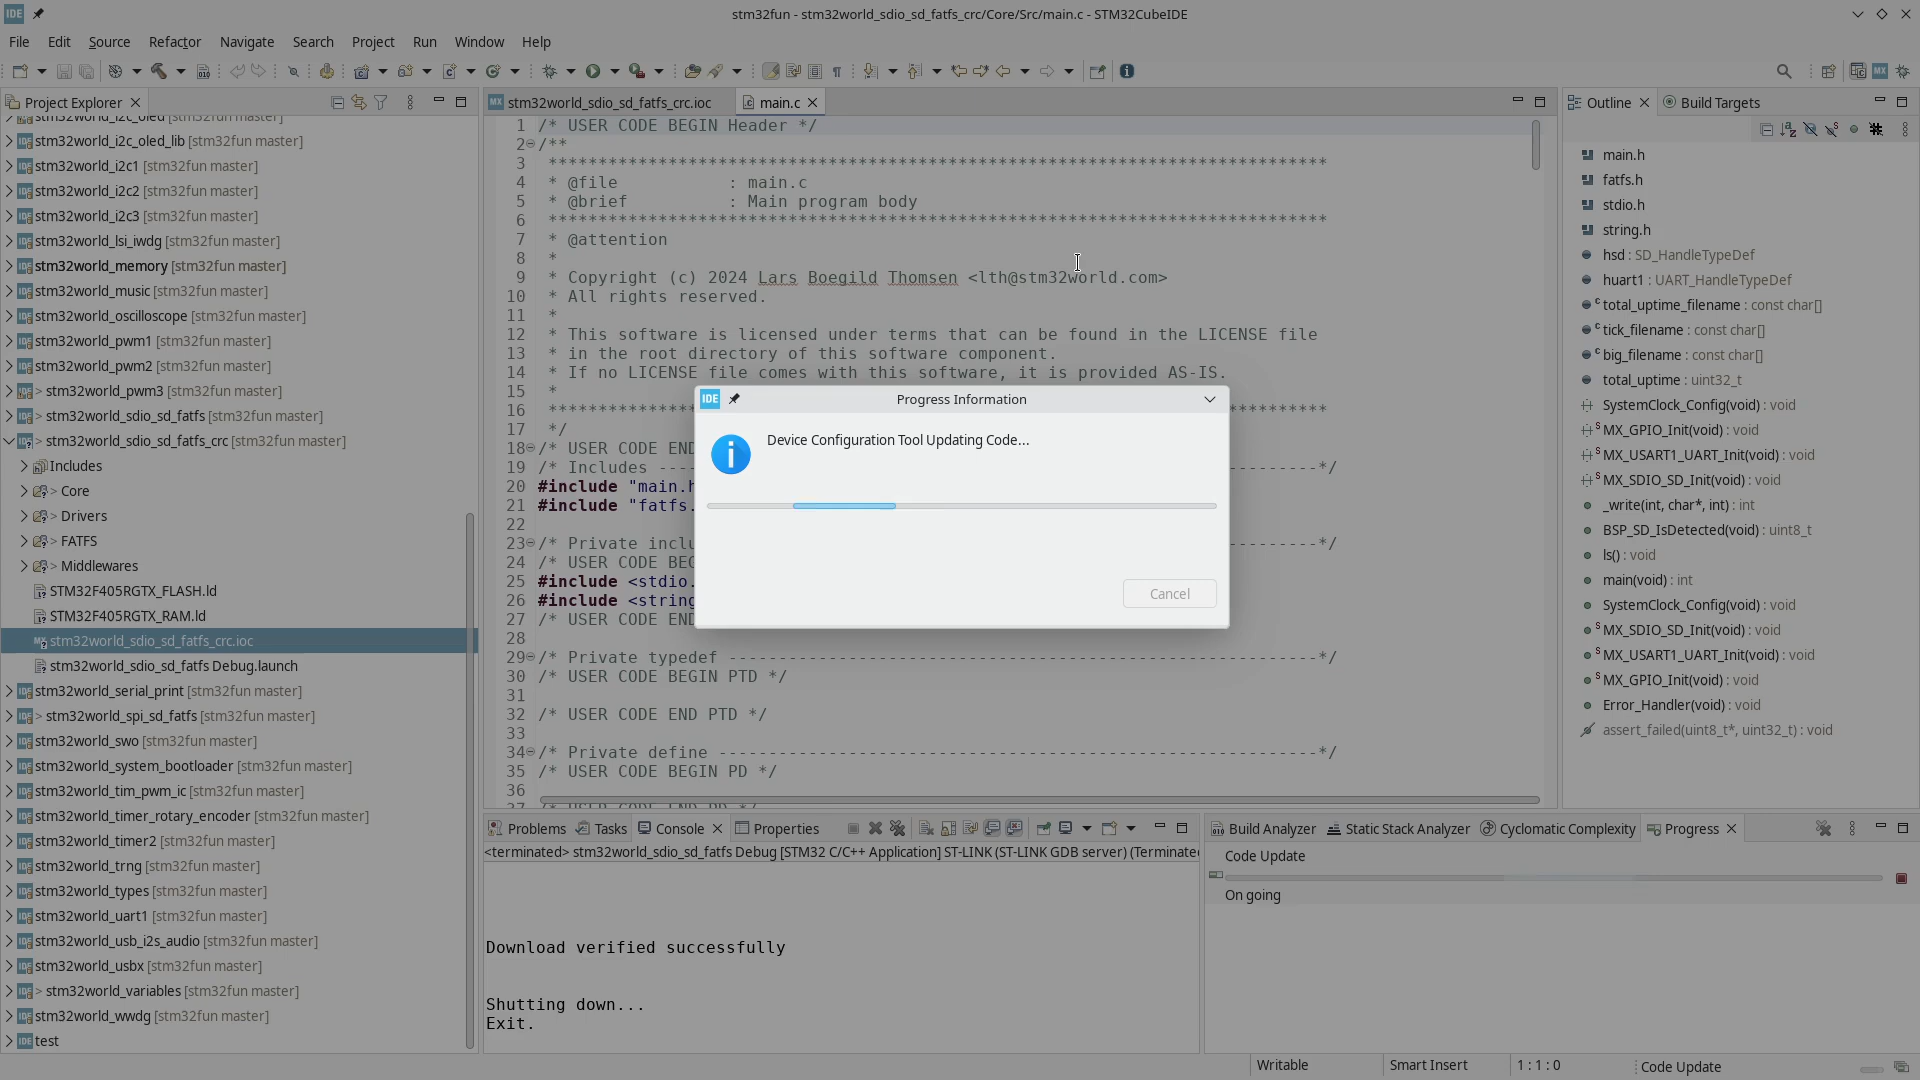 IDE
stm32fun - stm32world_sdio_sd_fatfs_crc/Core/Src/main.c - STM32CubeIDE
File Edit Source Refactor Navigate Search Project Run Window Help
Project Explorer
stm32world_i2c_oled [stm32fun master]
stm32world_i2c_oled_lib [stm32fun master]
stm32world_i2c1 [stm32fun master]
stm32world_i2c2 [stm32fun master]
stm32world_i2c3 [stm32fun master]
stm32world_lsi_iwdg [stm32fun master]
stm32world_memory [stm32fun master]
stm32world_music [stm32fun master]
stm32world_oscilloscope [stm32fun master]
stm32world_pwm1 [stm32fun master]
stm32world_pwm2 [stm32fun master]
> stm32world_pwm3 [stm32fun master]
> stm32world_sdio_sd_fatfs [stm32fun master]
> stm32world_sdio_sd_fatfs_crc [stm32fun master]
Includes
> Core
> Drivers
> FATFS
> Middlewares
STM32F405RGTX_FLASH.ld
STM32F405RGTX_RAM.ld
stm32world_sdio_sd_fatfs_crc.ioc
stm32world_sdio_sd_fatfs Debug.launch
stm32world_serial_print [stm32fun master]
> stm32world_spi_sd_fatfs [stm32fun master]
stm32world_swo [stm32fun master]
stm32world_system_bootloader [stm32fun master]
stm32world_tim_pwm_ic [stm32fun master]
stm32world_timer_rotary_encoder [stm32fun master]
stm32world_timer2 [stm32fun master]
stm32world_trng [stm32fun master]
stm32world_types [stm32fun master]
stm32world_uart1 [stm32fun master]
stm32world_usb_i2s_audio [stm32fun master]
stm32world_usbx [stm32fun master]
> stm32world_variables [stm32fun master]
stm32world_wwdg [stm32fun master]
test
MX stm32world_sdio_sd_fatfs_crc.ioc
main.c
1 /* USER CODE BEGIN Header */
2 /**
3 ******************************************************************************
4 * @file : main.c
5 * @brief : Main program body
6 ******************************************************************************
7 * @attention
8 *
9 * Copyright (c) 2024 Lars Boegild Thomsen <lth@stm32world.com>
10 * All rights reserved.
11 *
12 * This software is licensed under terms that can be found in the LICENSE file
13 * in the root directory of this software component.
14 * If no LICENSE file comes with this software, it is provided AS-IS.
15 *
16 ******************************************************************************
17 */
18 /* USER CODE END
19 /* Includes ------------------------------------------------------------------*/
20 #include "main.h
21 #include "fatfs.
22
23 /* Private inclu ----------*/
24 /* USER CODE BEG
25 #include <stdio.
26 #include <string
27 /* USER CODE END
28
29 /* Private typedef -----------------------------------------------------------*/
30 /* USER CODE BEGIN PTD */
31
32 /* USER CODE END PTD */
33
34 /* Private define ------------------------------------------------------------*/
35 /* USER CODE BEGIN PD */
36
37 /* USER CODE END PD */
IDE
Progress Information
Device Configuration Tool Updating Code...
Cancel
Outline
Build Targets
main.h
fatfs.h
stdio.h
string.h
hsd : SD_HandleTypeDef
huart1 : UART_HandleTypeDef
total_uptime_filename : const char[]
tick_filename : const char[]
big_filename : const char[]
total_uptime : uint32_t
SystemClock_Config(void) : void
MX_GPIO_Init(void) : void
MX_USART1_UART_Init(void) : void
MX_SDIO_SD_Init(void) : void
_write(int, char*, int) : int
BSP_SD_IsDetected(void) : uint8_t
ls() : void
main(void) : int
SystemClock_Config(void) : void
MX_SDIO_SD_Init(void) : void
MX_USART1_UART_Init(void) : void
MX_GPIO_Init(void) : void
Error_Handler(void) : void
assert_failed(uint8_t*, uint32_t) : void
Problems Tasks Console Properties
<terminated> stm32world_sdio_sd_fatfs Debug [STM32 C/C++ Application] ST-LINK (ST-LINK GDB server) (Terminate
Download verified successfully
Shutting down...
Exit.
Build Analyzer Static Stack Analyzer Cyclomatic Complexity Progress
Code Update
On going
Writable Smart Insert 1 : 1 : 0 Code Update